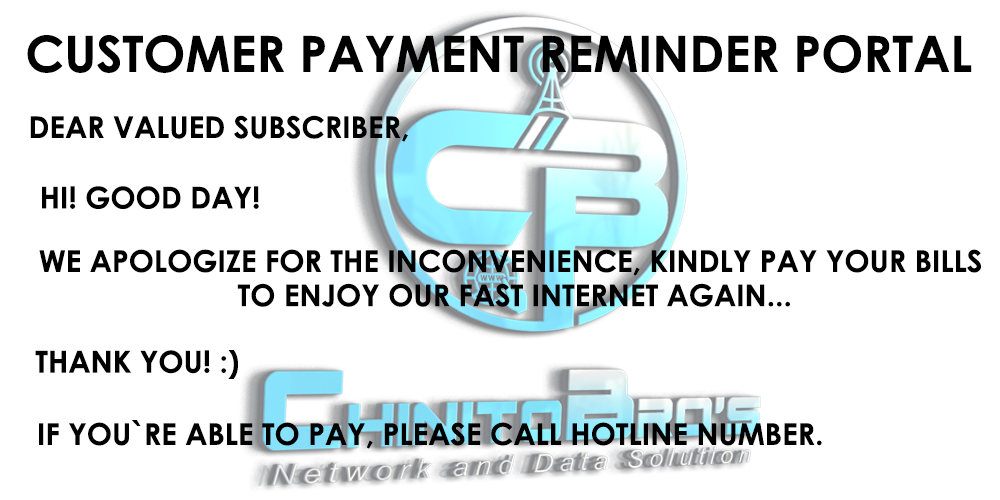 CUSTOMER PAYMENT REMINDER PORTAL
DEAR VALUED SUBSCRIBER,
HI! GOOD DAY!
WE APOLOGIZE FOR THE INCONVENIENCE, KINDLY PAY YOUR BILLS
TO ENJOY OUR FAST INTERNET AGAIN...
THANK YOU! :)
IF YOU`RE ABLE TO PAY, PLEASE CALL HOTLINE NUMBER.
CB
WWW
CHINITOBRO'S
Network and Data Solution